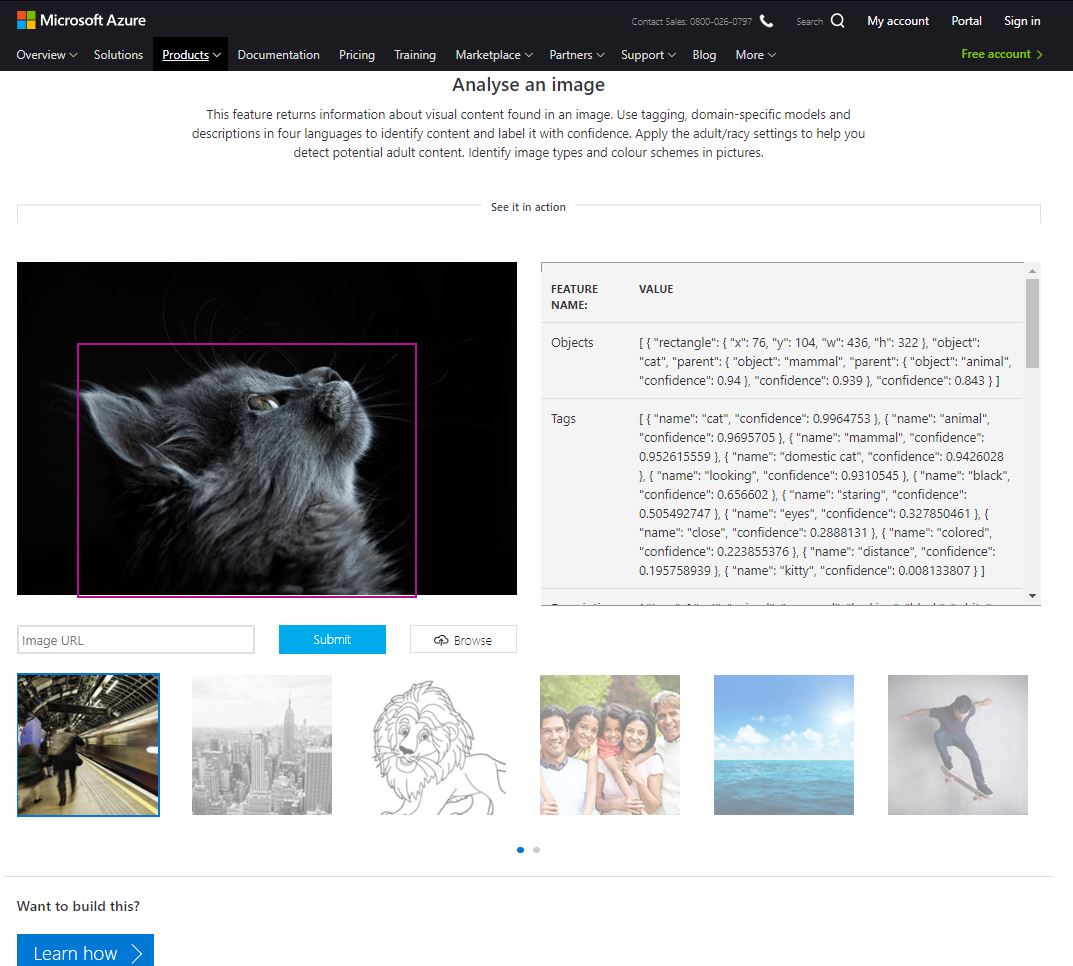 Microsoft Azure
Contact Sales: 0800-026-0797
Search
My account
Portal
Sign in
Overview
Solutions
Products
Documentation
Pricing
Training
Marketplace
Partners
Support
Blog
More
Free account
Analyse an image
This feature returns information about visual content found in an image. Use tagging, domain-specific models and
descriptions in four languages to identify content and label it with confidence. Apply the adult/racy settings to help you
detect potential adult content. Identify image types and colour schemes in pictures.
See it in action
FEATURE
NAME:
VALUE
Objects
[ { "rectangle": { "x": 76, "y": 104, "w": 436, "h": 322 }, "object":
"cat", "parent": { "object": "mammal", "parent": { "object": "animal",
"confidence": 0.94 }, "confidence": 0.939 }, "confidence": 0.843 } ]
Tags
[ { "name": "cat", "confidence": 0.9964753 }, { "name": "animal",
"confidence": 0.9695705 }, { "name": "mammal", "confidence":
0.952615559 }, { "name": "domestic cat", "confidence": 0.9426028
}, { "name": "looking", "confidence": 0.9310545 }, { "name": "black",
"confidence": 0.656602 }, { "name": "staring", "confidence":
0.505492747 }, { "name": "eyes", "confidence": 0.327850461 }, {
"name": "close", "confidence": 0.2888131 }, { "name": "colored",
"confidence": 0.223855376 }, { "name": "distance", "confidence":
0.195758939 }, { "name": "kitty", "confidence": 0.008133807 } ]
Image URL
Submit
Browse
Want to build this?
Learn how